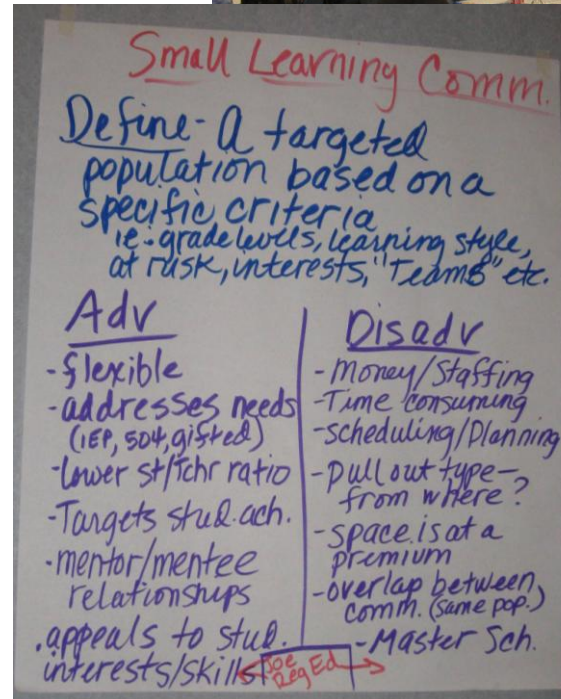 Small Learning Comm.
Define - A targeted
population based on a
specific criteria
ie. grade levels, learning style,
at risk, interests, "Teams" etc.
Adv
- flexible
- addresses needs
(IEP, 504, gifted)
- Lower st/Tchr ratio
- Targets stud. ach.
- mentor/mentee
relationships
. appeals to stud.
interests/skills
Disadv
- Money/Staffing
- Time consuming
- scheduling/Planning
- Pull out type -
from where?
- space is at a
premium
- overlap between
comm. (same pop.)
- Master Sch.
Joe
Reg Ed